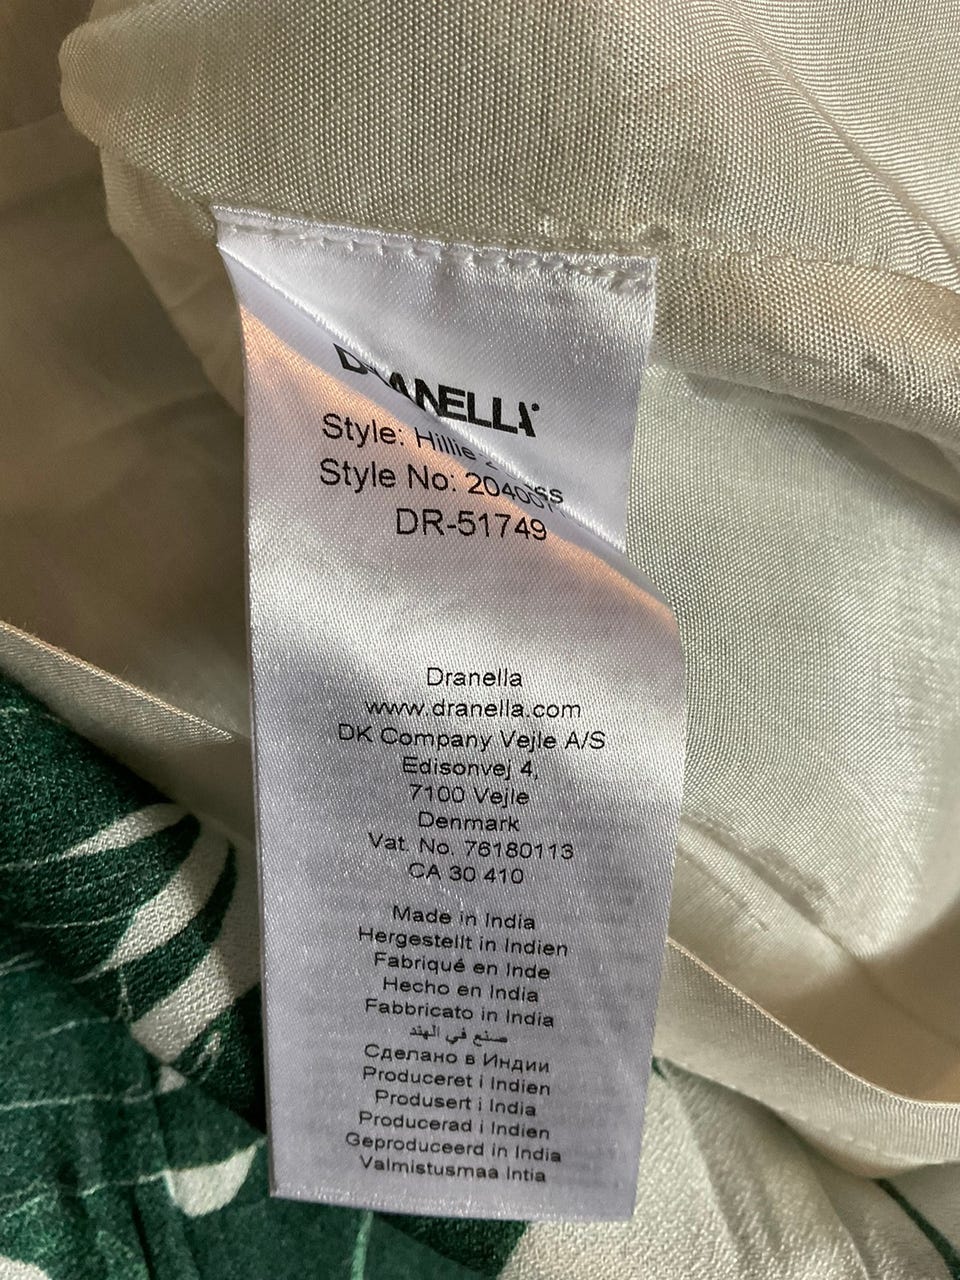 DRANELLA
Style: Hillie
Style No:
DR-51749
Dranella
www.dranella.com
DK Company Vejle A/S
Edisonvej 4,
7100 Vejle
Denmark
Vat. No. 76180113
CA 30 410
Made in India
Hergestellt in Indien
Fabriqué en Inde
Hecho en India
Fabbricato in India
صنع في الهند
Сделано в Индии
Produceret i Indien
Produsert i India
Producerad i Indien
Geproduceerd in India
Valmistusmaa Intia